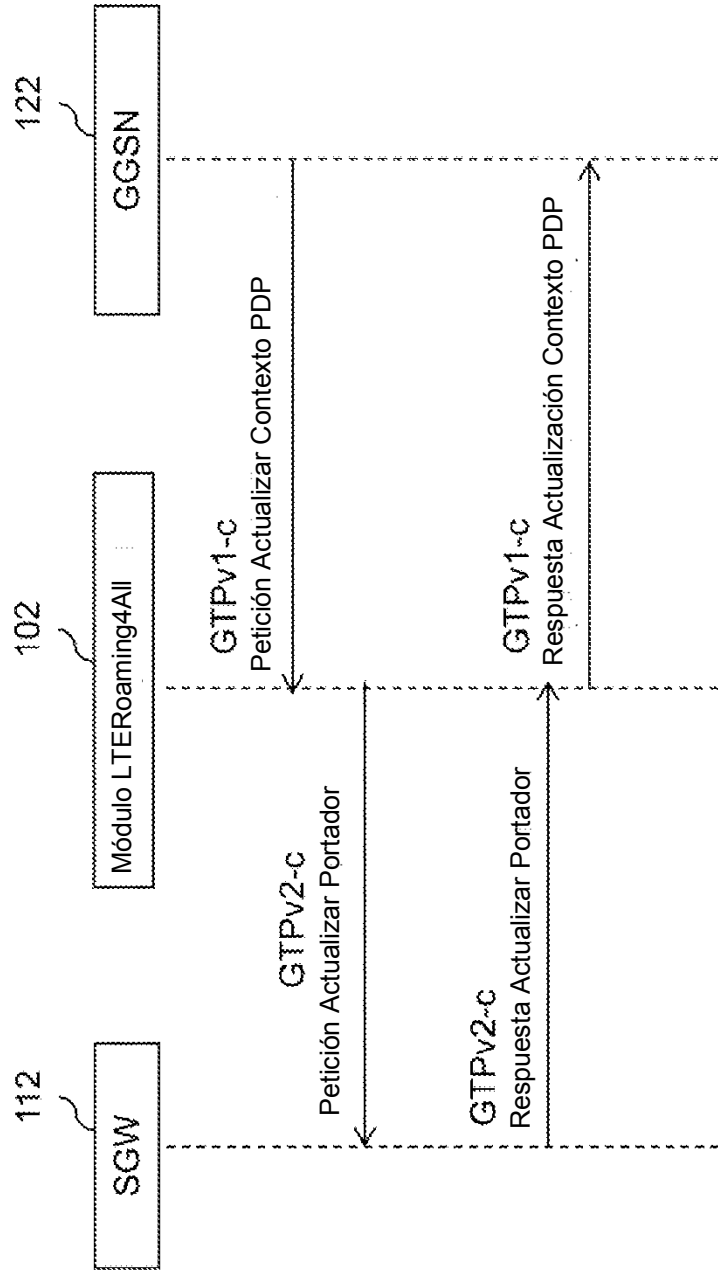 112
SGW
102
Módulo LTERoaming4All
122
GGSN
GTPv1-c
Petición Actualizar Contexto PDP
GTPv2-c
Petición Actualizar Portador
GTPv2-c
Respuesta Actualizar Portador
GTPv1-c
Respuesta Actualización Contexto PDP